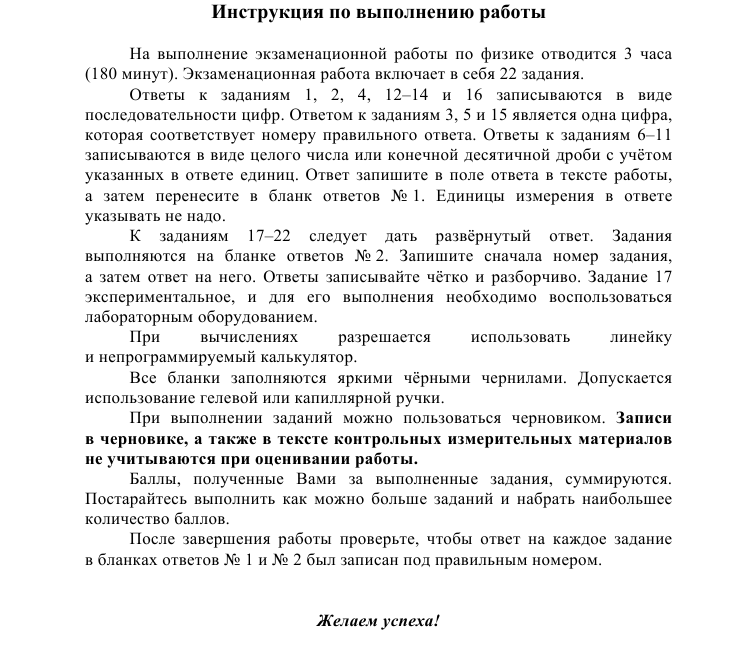 Инструкция по выполнению работы
На выполнение экзаменационной работы по физике отводится 3 часа
(180 минут). Экзаменационная работа включает в себя 22 задания.
Ответы к заданиям 1, 2, 4, 12–14 и 16 записываются в виде
последовательности цифр. Ответом к заданиям 3, 5 и 15 является одна цифра,
которая соответствует номеру правильного ответа. Ответы к заданиям 6–11
записываются в виде целого числа или конечной десятичной дроби с учётом
указанных в ответе единиц. Ответ запишите в поле ответа в тексте работы,
а затем перенесите в бланк ответов № 1. Единицы измерения в ответе
указывать не надо.
К заданиям 17–22 следует дать развёрнутый ответ. Задания
выполняются на бланке ответов № 2. Запишите сначала номер задания,
а затем ответ на него. Ответы записывайте чётко и разборчиво. Задание 17
экспериментальное, и для его выполнения необходимо воспользоваться
лабораторным оборудованием.
При вычислениях разрешается использовать линейку
и непрограммируемый калькулятор.
Все бланки заполняются яркими чёрными чернилами. Допускается
использование гелевой или капиллярной ручки.
При выполнении заданий можно пользоваться черновиком. Записи
в черновике, а также в тексте контрольных измерительных материалов
не учитываются при оценивании работы.
Баллы, полученные Вами за выполненные задания, суммируются.
Постарайтесь выполнить как можно больше заданий и набрать наибольшее
количество баллов.
После завершения работы проверьте, чтобы ответ на каждое задание
в бланках ответов № 1 и № 2 был записан под правильным номером.
Желаем успеха!